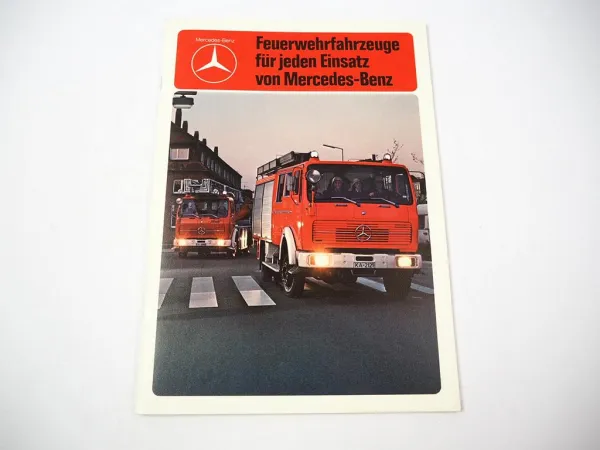 Mercedes-Benz
Feuerwehrfahrzeuge
für jeden Einsatz
von Mercedes-Benz